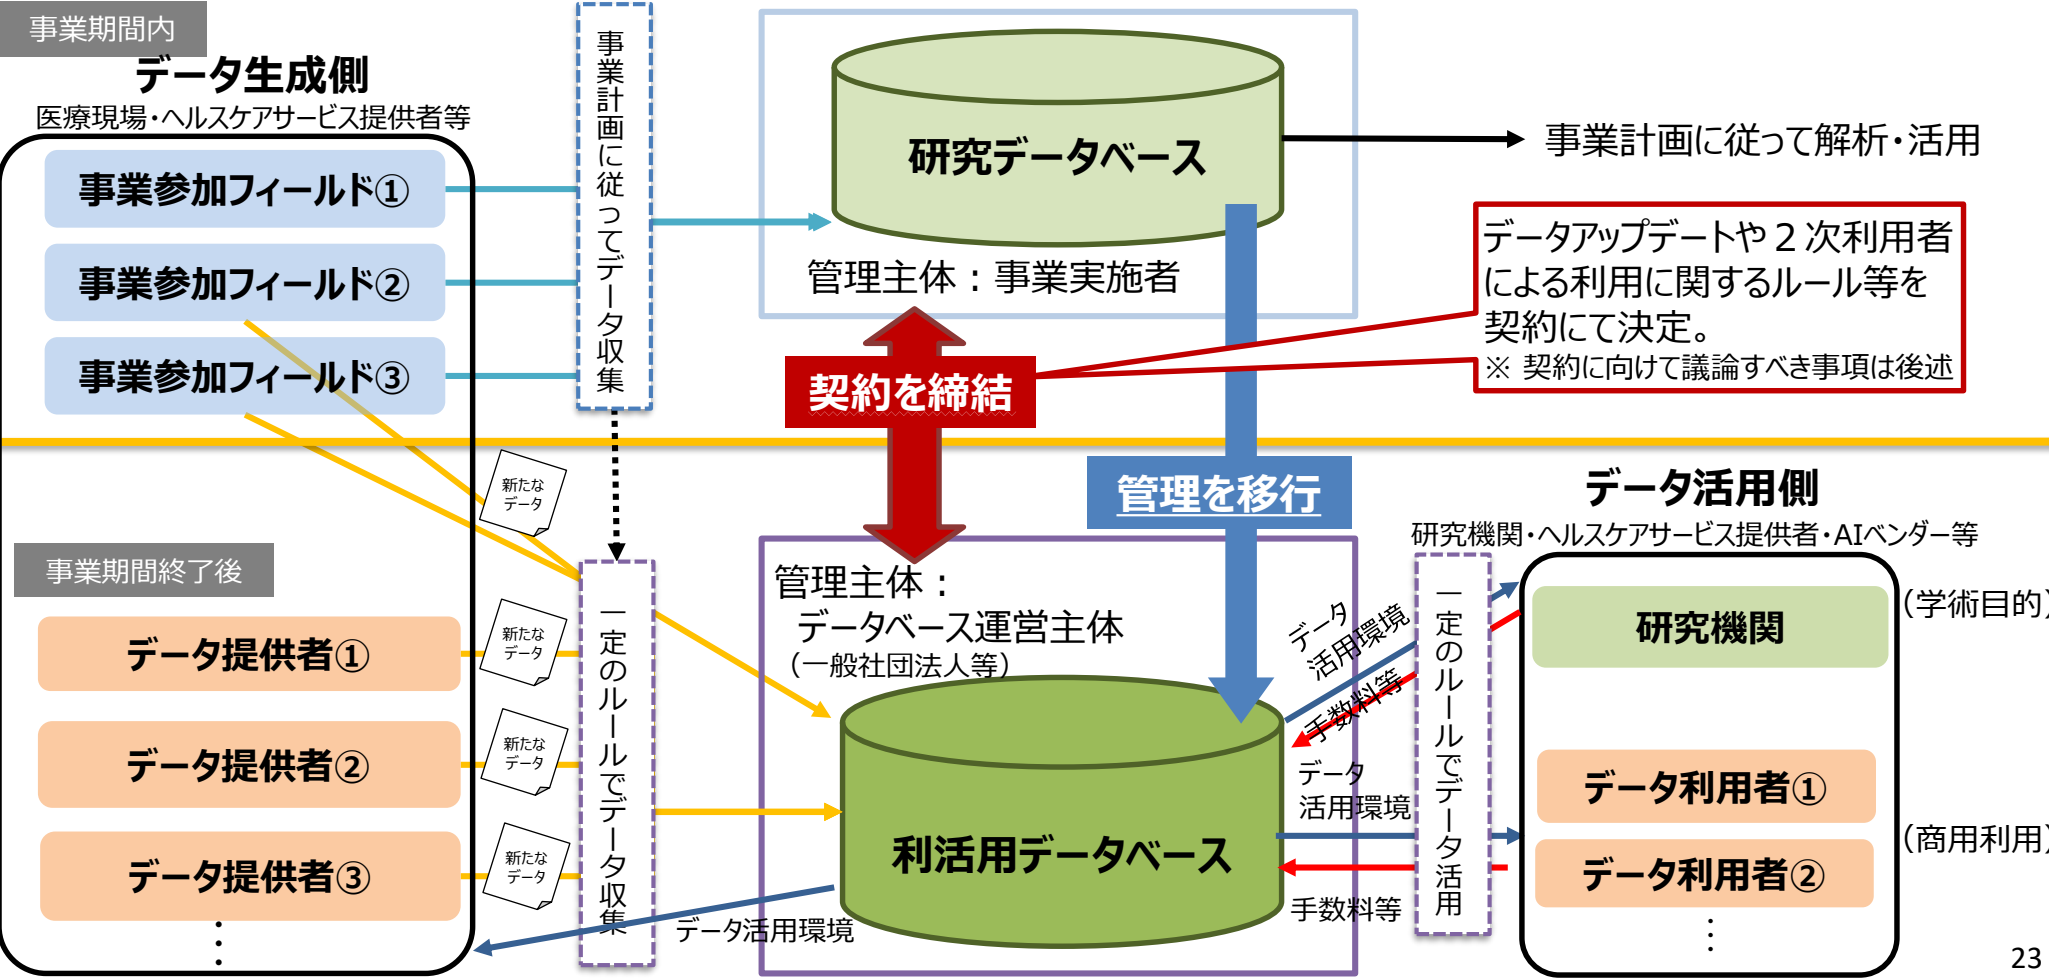 事業期間内
データ生成側
医療現場・ヘルスケアサービス提供者等
事業参加フィールド①
事業参加フィールド②
事業参加フィールド③
事業計画に従ってデータ収集
研究データベース
管理主体：事業実施者
事業計画に従って解析・活用
データアップデートや２次利用者
による利用に関するルール等を
契約にて決定。
※ 契約に向けて議論すべき事項は後述
契約を締結
管理を移行
事業期間終了後
新たな
データ
データ提供者①
新たな
データ
データ提供者②
新たな
データ
データ提供者③
新たな
データ
⋮
一定のルールでデータ収集
管理主体：
データベース運営主体
（一般社団法人等）
利活用データベース
データ活用環境
データ
活用環境
手数料等
データ
活用環境
手数料等
一定のルールでデータ活用
データ活用側
研究機関・ヘルスケアサービス提供者・AIベンダー等
研究機関
（学術目的）
データ利用者①
データ利用者②
（商用利用）
⋮
23